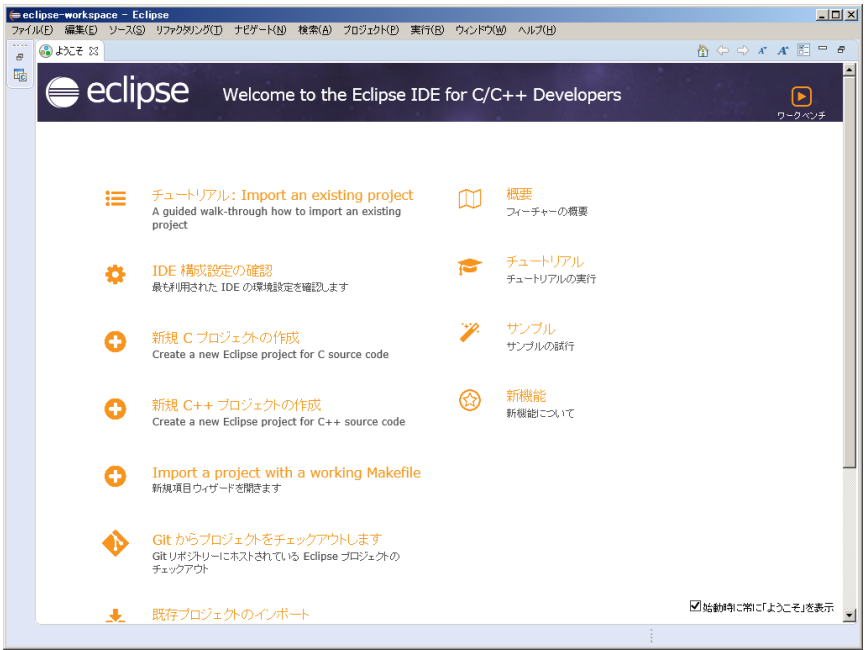 eclipse-workspace - Eclipse
ファイル(F) 編集(E) ソース(S) リファクタリング(T) ナビゲート(N) 検索(A) プロジェクト(P) 実行(R) ウィンドウ(W) ヘルプ(H)
ようこそ
eclipse Welcome to the Eclipse IDE for C/C++ Developers
ワークベンチ
チュートリアル: Import an existing project
A guided walk-through how to import an existing
project
IDE 構成設定の確認
最も利用された IDE の環境設定を確認します
新規 C プロジェクトの作成
Create a new Eclipse project for C source code
新規 C++ プロジェクトの作成
Create a new Eclipse project for C++ source code
Import a project with a working Makefile
新規項目ウィザードを開きます
Git からプロジェクトをチェックアウトします
Git リポジトリーにホストされている Eclipse プロジェクトの
チェックアウト
既存プロジェクトのインポート
概要
フィーチャーの概要
チュートリアル
チュートリアルの実行
サンプル
サンプルの試行
新機能
新機能について
始動時に常に「ようこそ」を表示